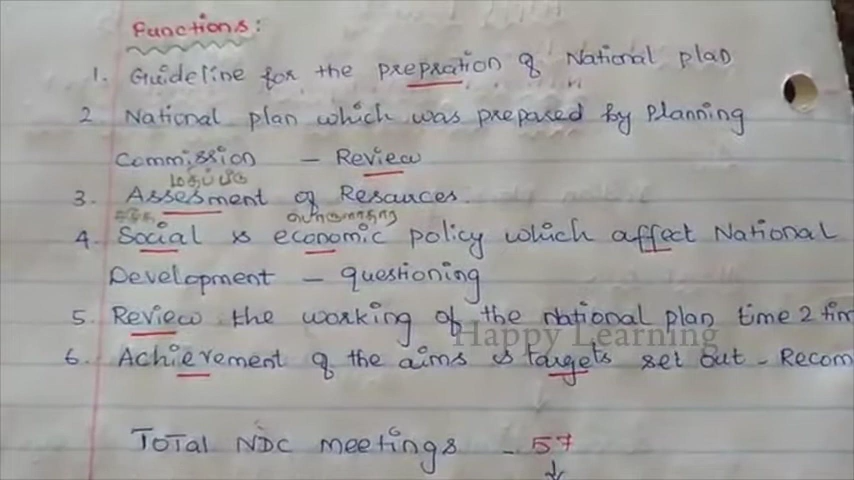 Functions:
1. Guideline for the prepration of National plan
2 National plan which was prepared by planning
Commission - Review
மதிப்பீடு
3. Assesment of Resources.
சமூக பொருளாதார
4. Social & economic policy which affect National
Development - questioning
5. Review the working of the national plan time 2 tim
Happy Learning
6. Achievement of the aims & targets set out - Recom
Total NDC meetings - 57